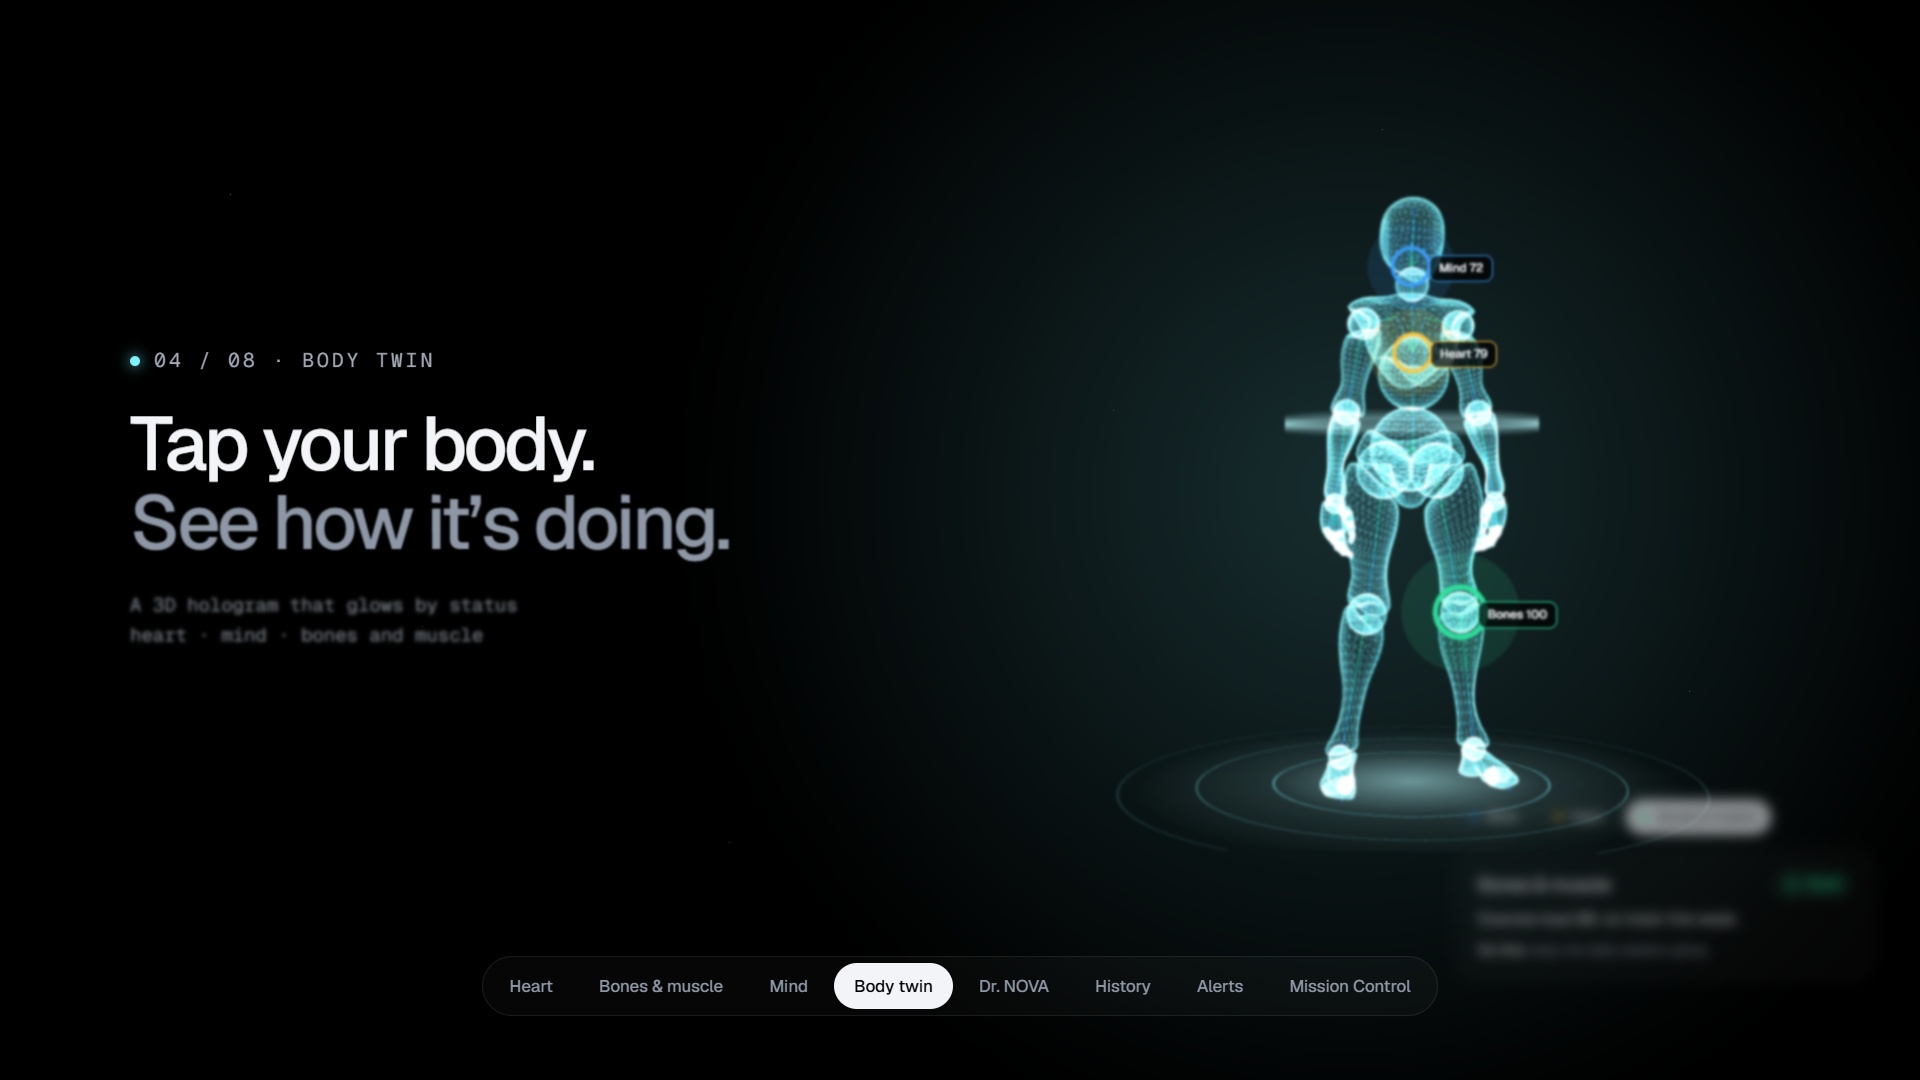 04 / 08 · BODY TWIN
Tap your body.
See how it’s doing.
A 3D hologram that glows by status
heart · mind · bones and muscle
Mind 72
Heart 79
Bones 100
Bones & muscle
Heart
Bones & muscle
Mind
Body twin
Dr. NOVA
History
Alerts
Mission Control